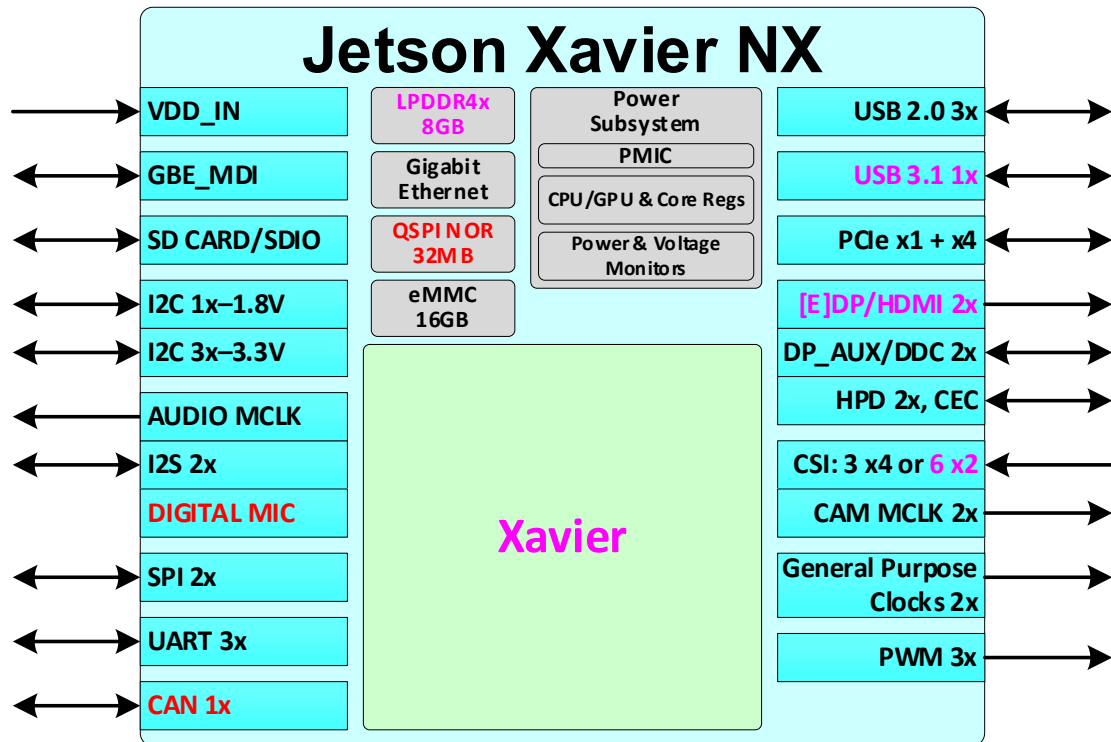 Jetson Xavier NX
VDD_IN
GBE_MDI
SD CARD/SDIO
I2C 1x–1.8V
I2C 3x–3.3V
AUDIO MCLK
I2S 2x
DIGITAL MIC
SPI 2x
UART 3x
CAN 1x
LPDDR4x
8GB
Gigabit
Ethernet
QSPI NOR
32MB
eMMC
16GB
Power
Subsystem
PMIC
CPU/GPU & Core Regs
Power & Voltage
Monitors
Xavier
USB 2.0 3x
USB 3.1 1x
PCIe x1 + x4
[E]DP/HDMI 2x
DP_AUX/DDC 2x
HPD 2x, CEC
CSI: 3 x4 or 6 x2
CAM MCLK 2x
General Purpose
Clocks 2x
PWM 3x